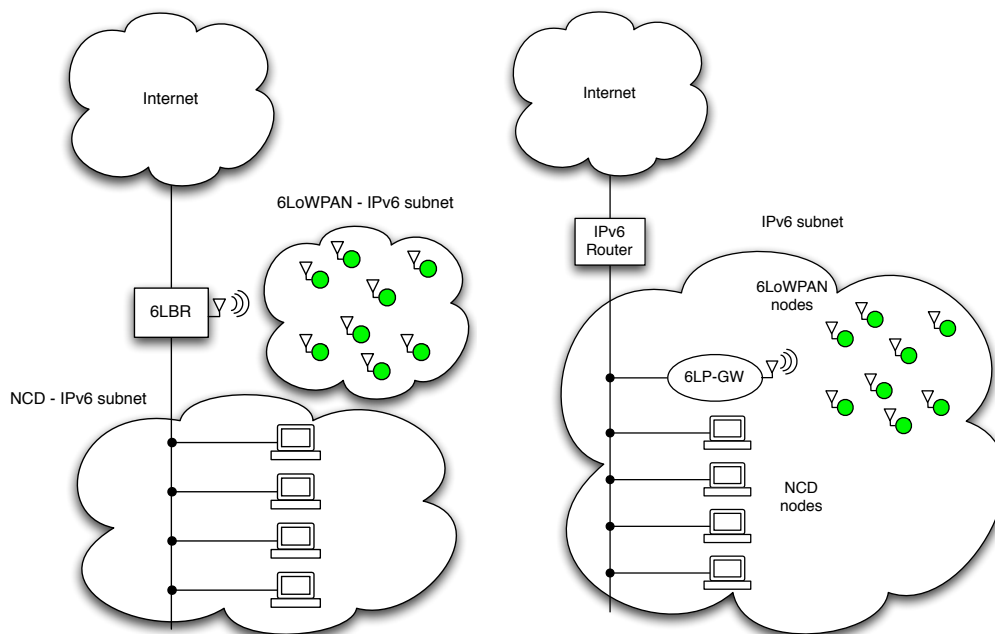 Internet
6LoWPAN - IPv6 subnet
6LBR
NCD - IPv6 subnet
Internet
IPv6
Router
IPv6 subnet
6LoWPAN
nodes
6LP-GW
NCD
nodes